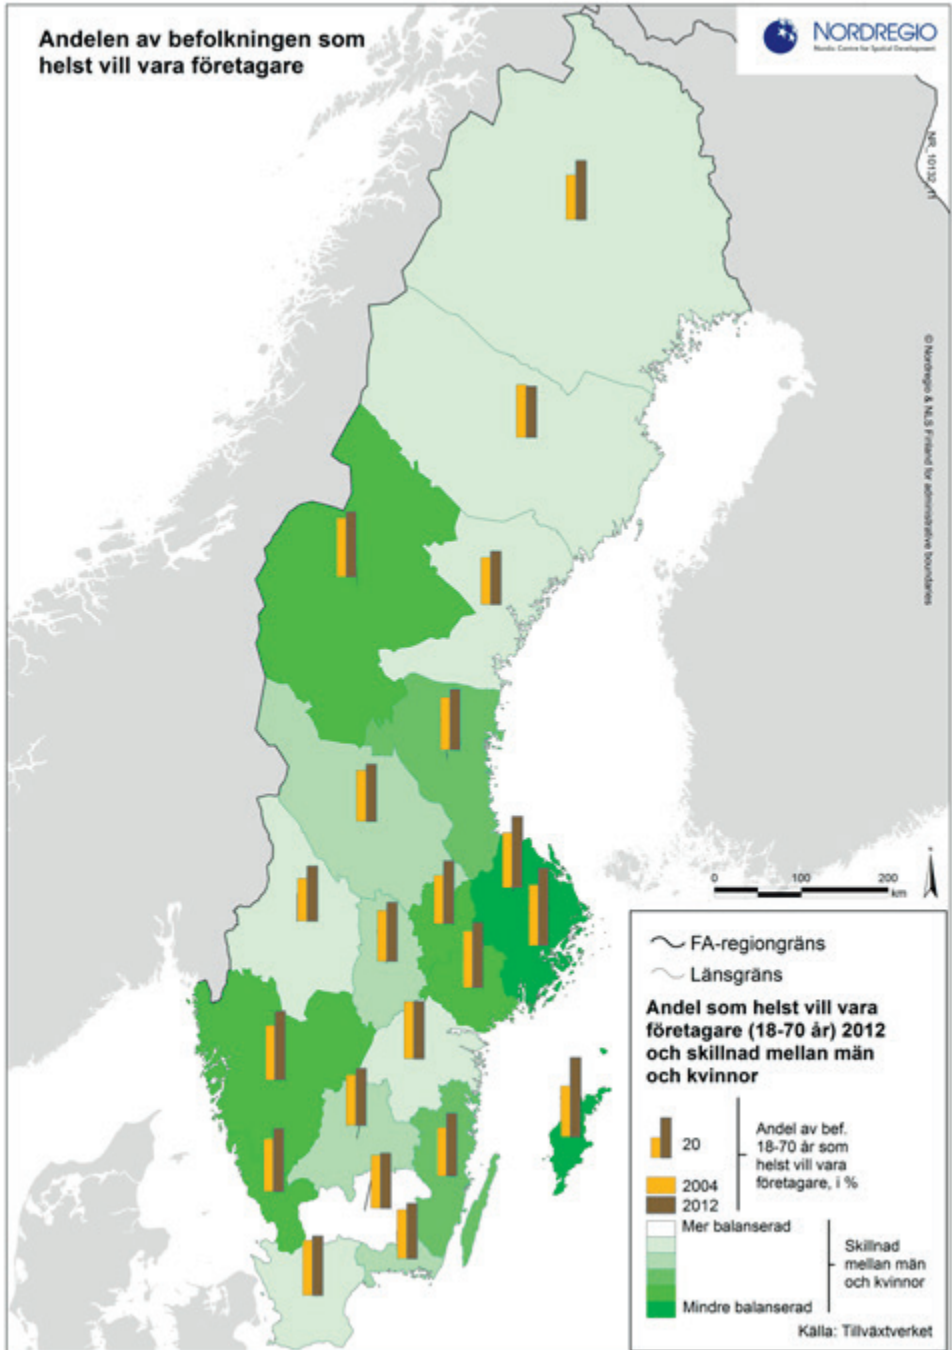 Andelen av befolkningen som
helst vill vara företagare
NORDREGIO
Nordic Centre for Spatial Development
NR_10132_11
© Nordregio & NLS Finland for administrative boundaries
0 100 200
km
FA-regiongräns
Länsgräns
Andel som helst vill vara
företagare (18-70 år) 2012
och skillnad mellan män
och kvinnor
20
2004
2012
Andel av bef.
18-70 år som
helst vill vara
företagare, i %
Mer balanserad
Mindre balanserad
Skillnad
mellan män
och kvinnor
Källa: Tillväxtverket